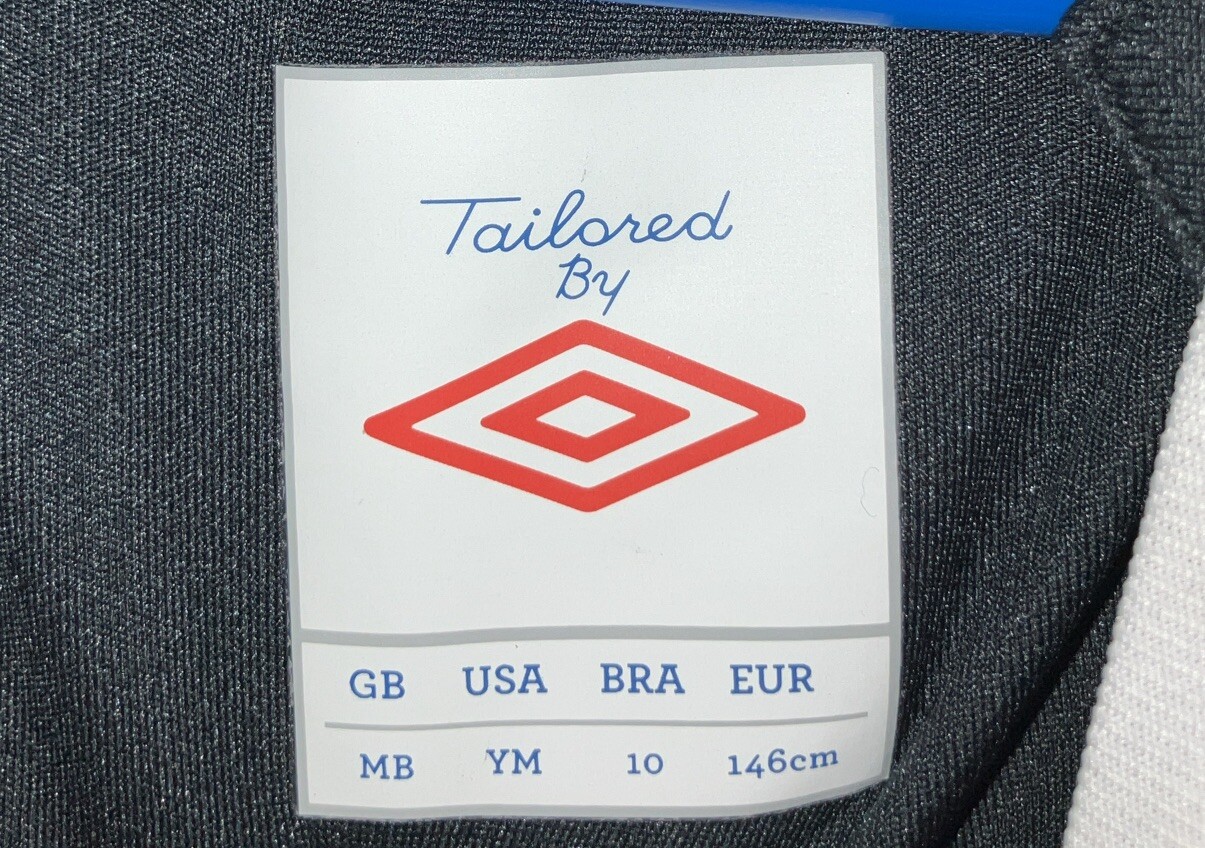 Tailored
By
GB USA BRA EUR
MB YM 10 146cm